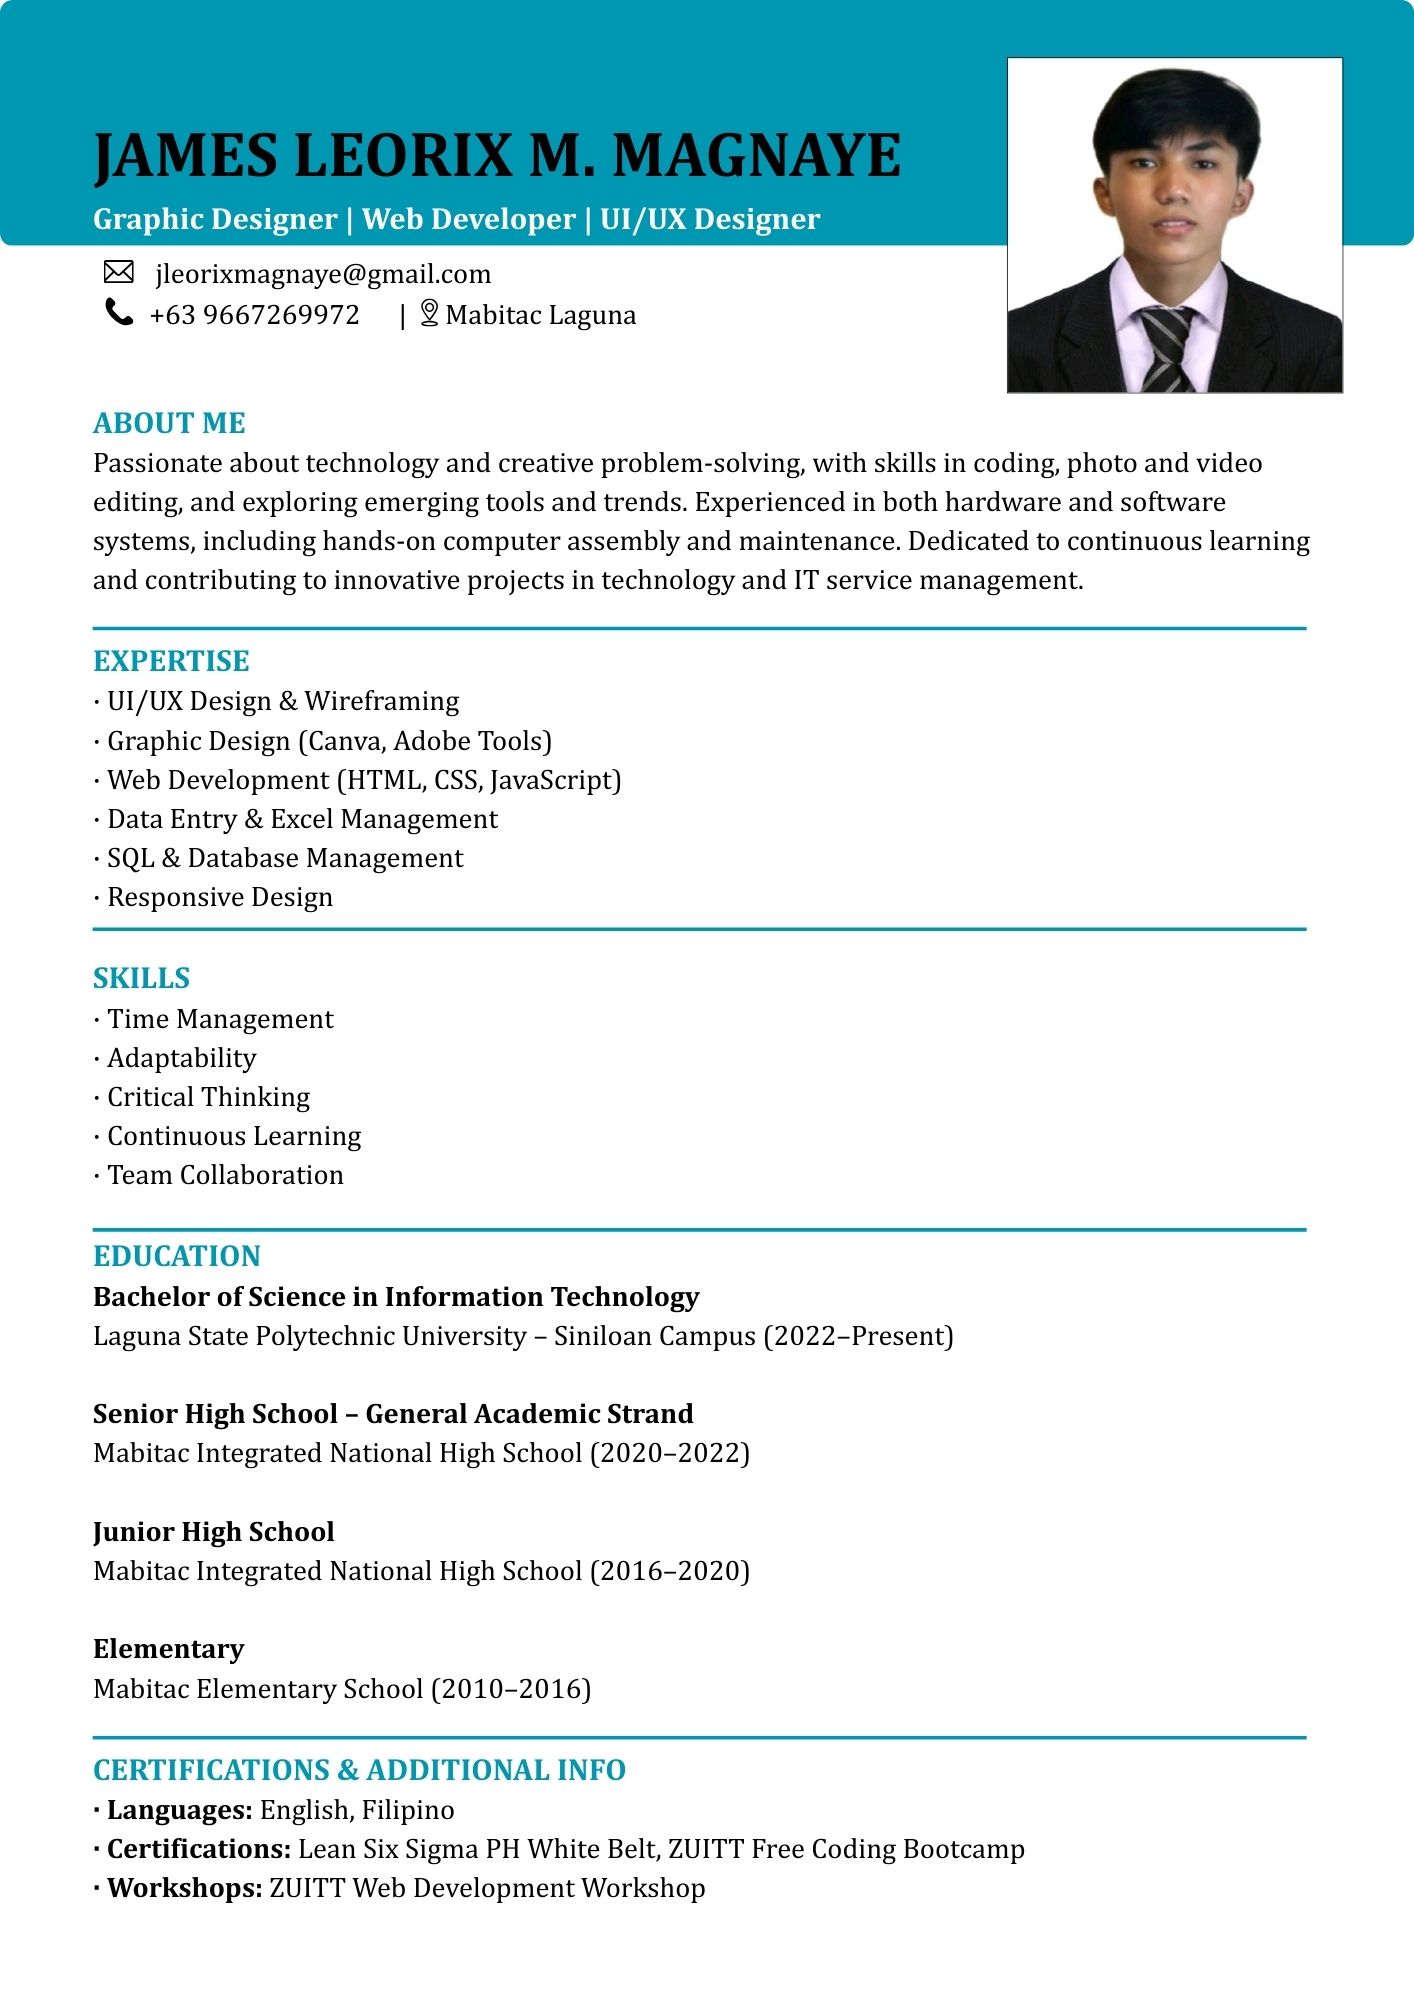 JAMES LEORIX M. MAGNAYE
Graphic Designer | Web Developer | UI/UX Designer
jleorixmagnaye@gmail.com
+63 9667269972 | Mabitac Laguna
ABOUT ME
Passionate about technology and creative problem-solving, with skills in coding, photo and video
editing, and exploring emerging tools and trends. Experienced in both hardware and software
systems, including hands-on computer assembly and maintenance. Dedicated to continuous learning
and contributing to innovative projects in technology and IT service management.
EXPERTISE
· UI/UX Design & Wireframing
· Graphic Design (Canva, Adobe Tools)
· Web Development (HTML, CSS, JavaScript)
· Data Entry & Excel Management
· SQL & Database Management
· Responsive Design
SKILLS
· Time Management
· Adaptability
· Critical Thinking
· Continuous Learning
· Team Collaboration
EDUCATION
Bachelor of Science in Information Technology
Laguna State Polytechnic University – Siniloan Campus (2022–Present)
Senior High School – General Academic Strand
Mabitac Integrated National High School (2020–2022)
Junior High School
Mabitac Integrated National High School (2016–2020)
Elementary
Mabitac Elementary School (2010–2016)
CERTIFICATIONS & ADDITIONAL INFO
· Languages: English, Filipino
· Certifications: Lean Six Sigma PH White Belt, ZUITT Free Coding Bootcamp
· Workshops: ZUITT Web Development Workshop